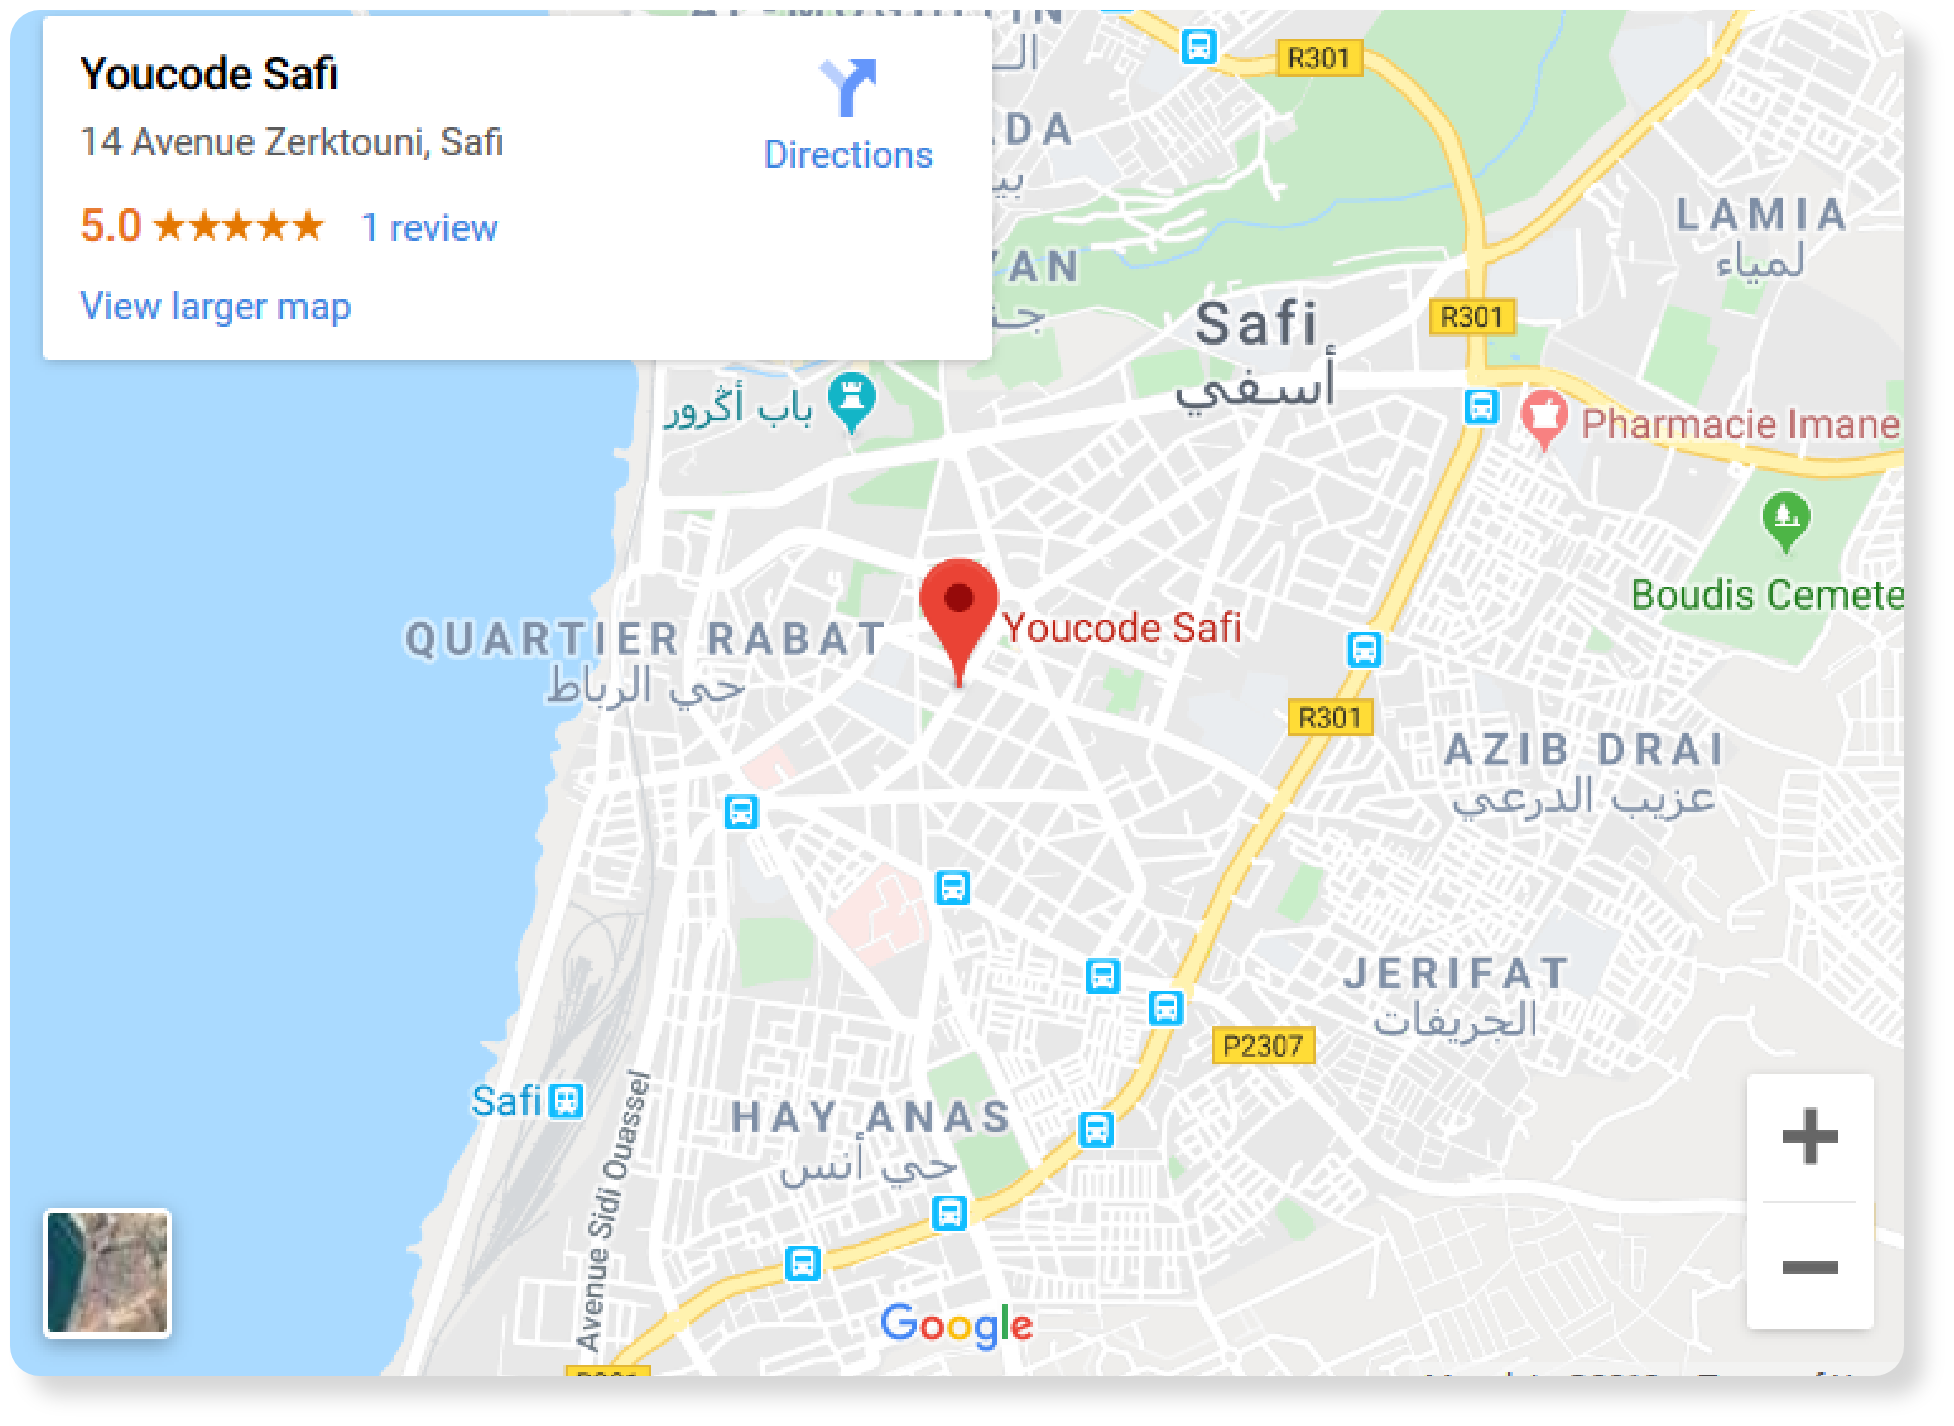 Youcode Safi
14 Avenue Zerktouni, Safi
5.0 1 review
View larger map
Directions
R301
LAMIA
لمياء
R301
Safi
أسفي
باب أڭرور
Pharmacie Imane
Boudis Cemete
QUARTIER RABAT
حي الرباط
Youcode Safi
R301
AZIB DRAI
عزيب الدرعي
JERIFAT
الجريفات
P2307
Safi
HAY ANAS
حي أنس
Avenue Sidi Ouassel
Google